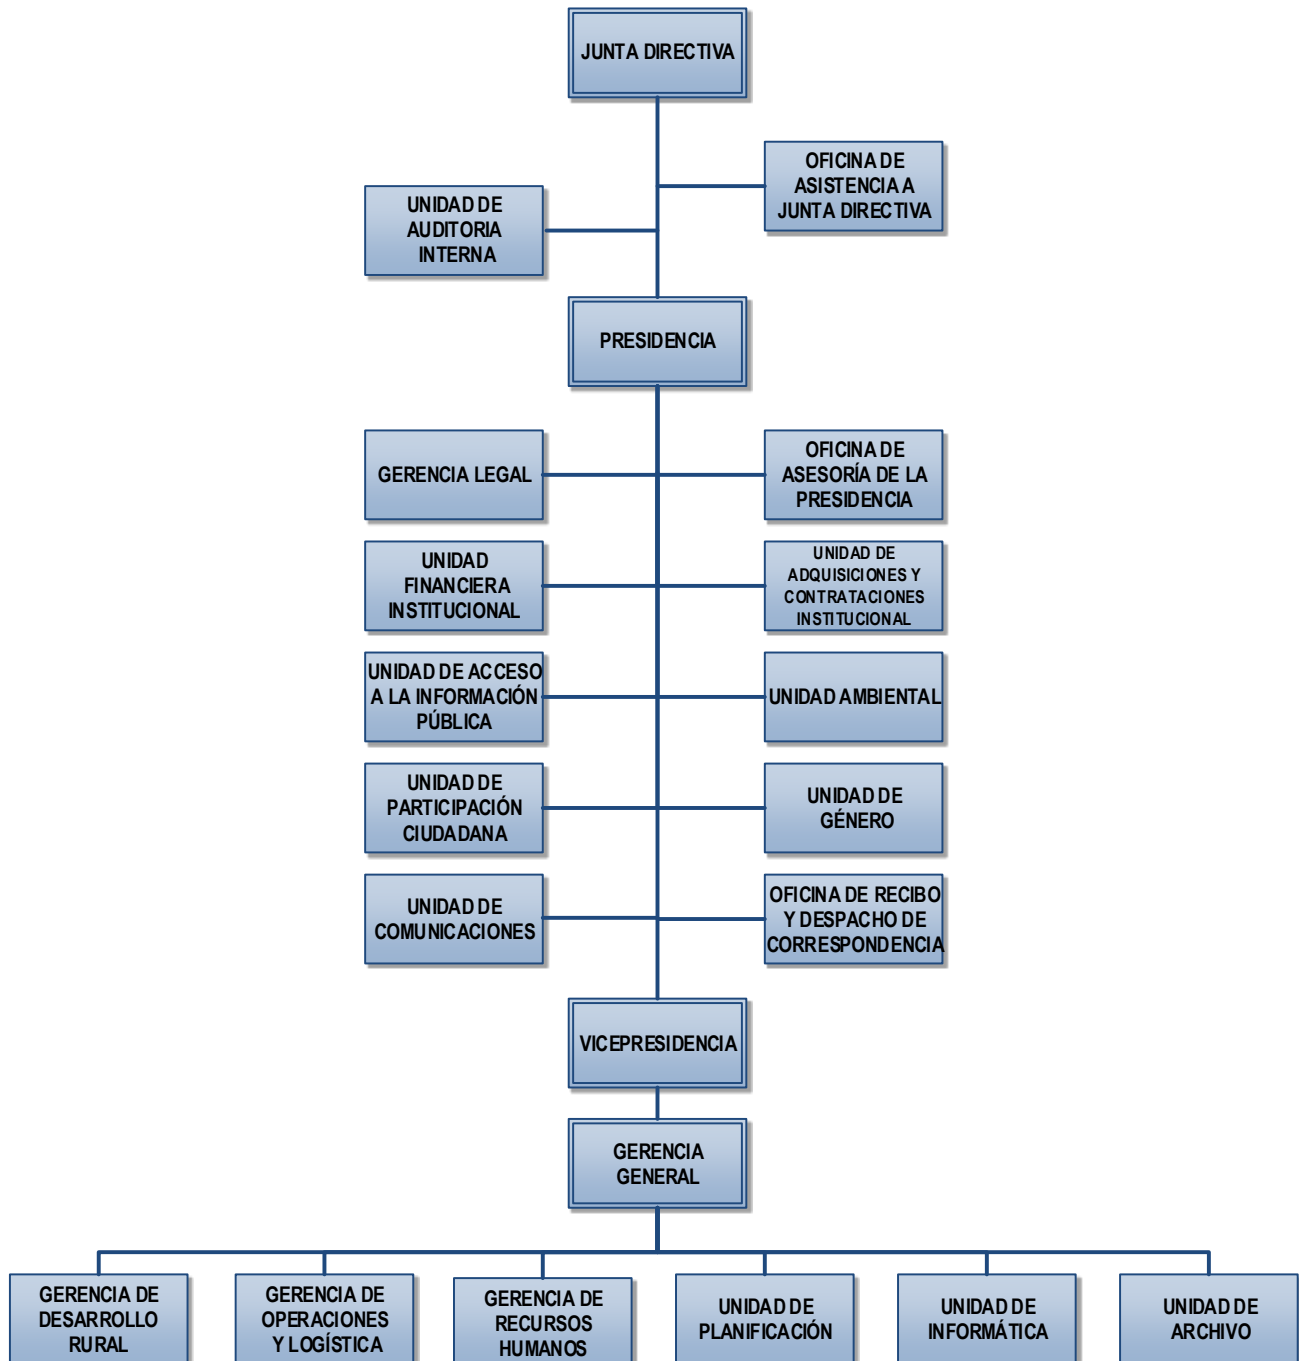 JUNTA DIRECTIVA
OFICINA DE
ASISTENCIA A
JUNTA DIRECTIVA
UNIDAD DE
AUDITORIA
INTERNA
PRESIDENCIA
GERENCIA LEGAL
OFICINA DE
ASESORÍA DE LA
PRESIDENCIA
UNIDAD
FINANCIERA
INSTITUCIONAL
UNIDAD DE
ADQUISICIONES Y
CONTRATACIONES
INSTITUCIONAL
UNIDAD DE ACCESO
A LA INFORMACIÓN
PÚBLICA
UNIDAD AMBIENTAL
UNIDAD DE
PARTICIPACIÓN
CIUDADANA
UNIDAD DE
GÉNERO
UNIDAD DE
COMUNICACIONES
OFICINA DE RECIBO
Y DESPACHO DE
CORRESPONDENCIA
VICEPRESIDENCIA
GERENCIA
GENERAL
GERENCIA DE
DESARROLLO
RURAL
GERENCIA DE
OPERACIONES
Y LOGÍSTICA
GERENCIA DE
RECURSOS
HUMANOS
UNIDAD DE
PLANIFICACIÓN
UNIDAD DE
INFORMÁTICA
UNIDAD DE
ARCHIVO